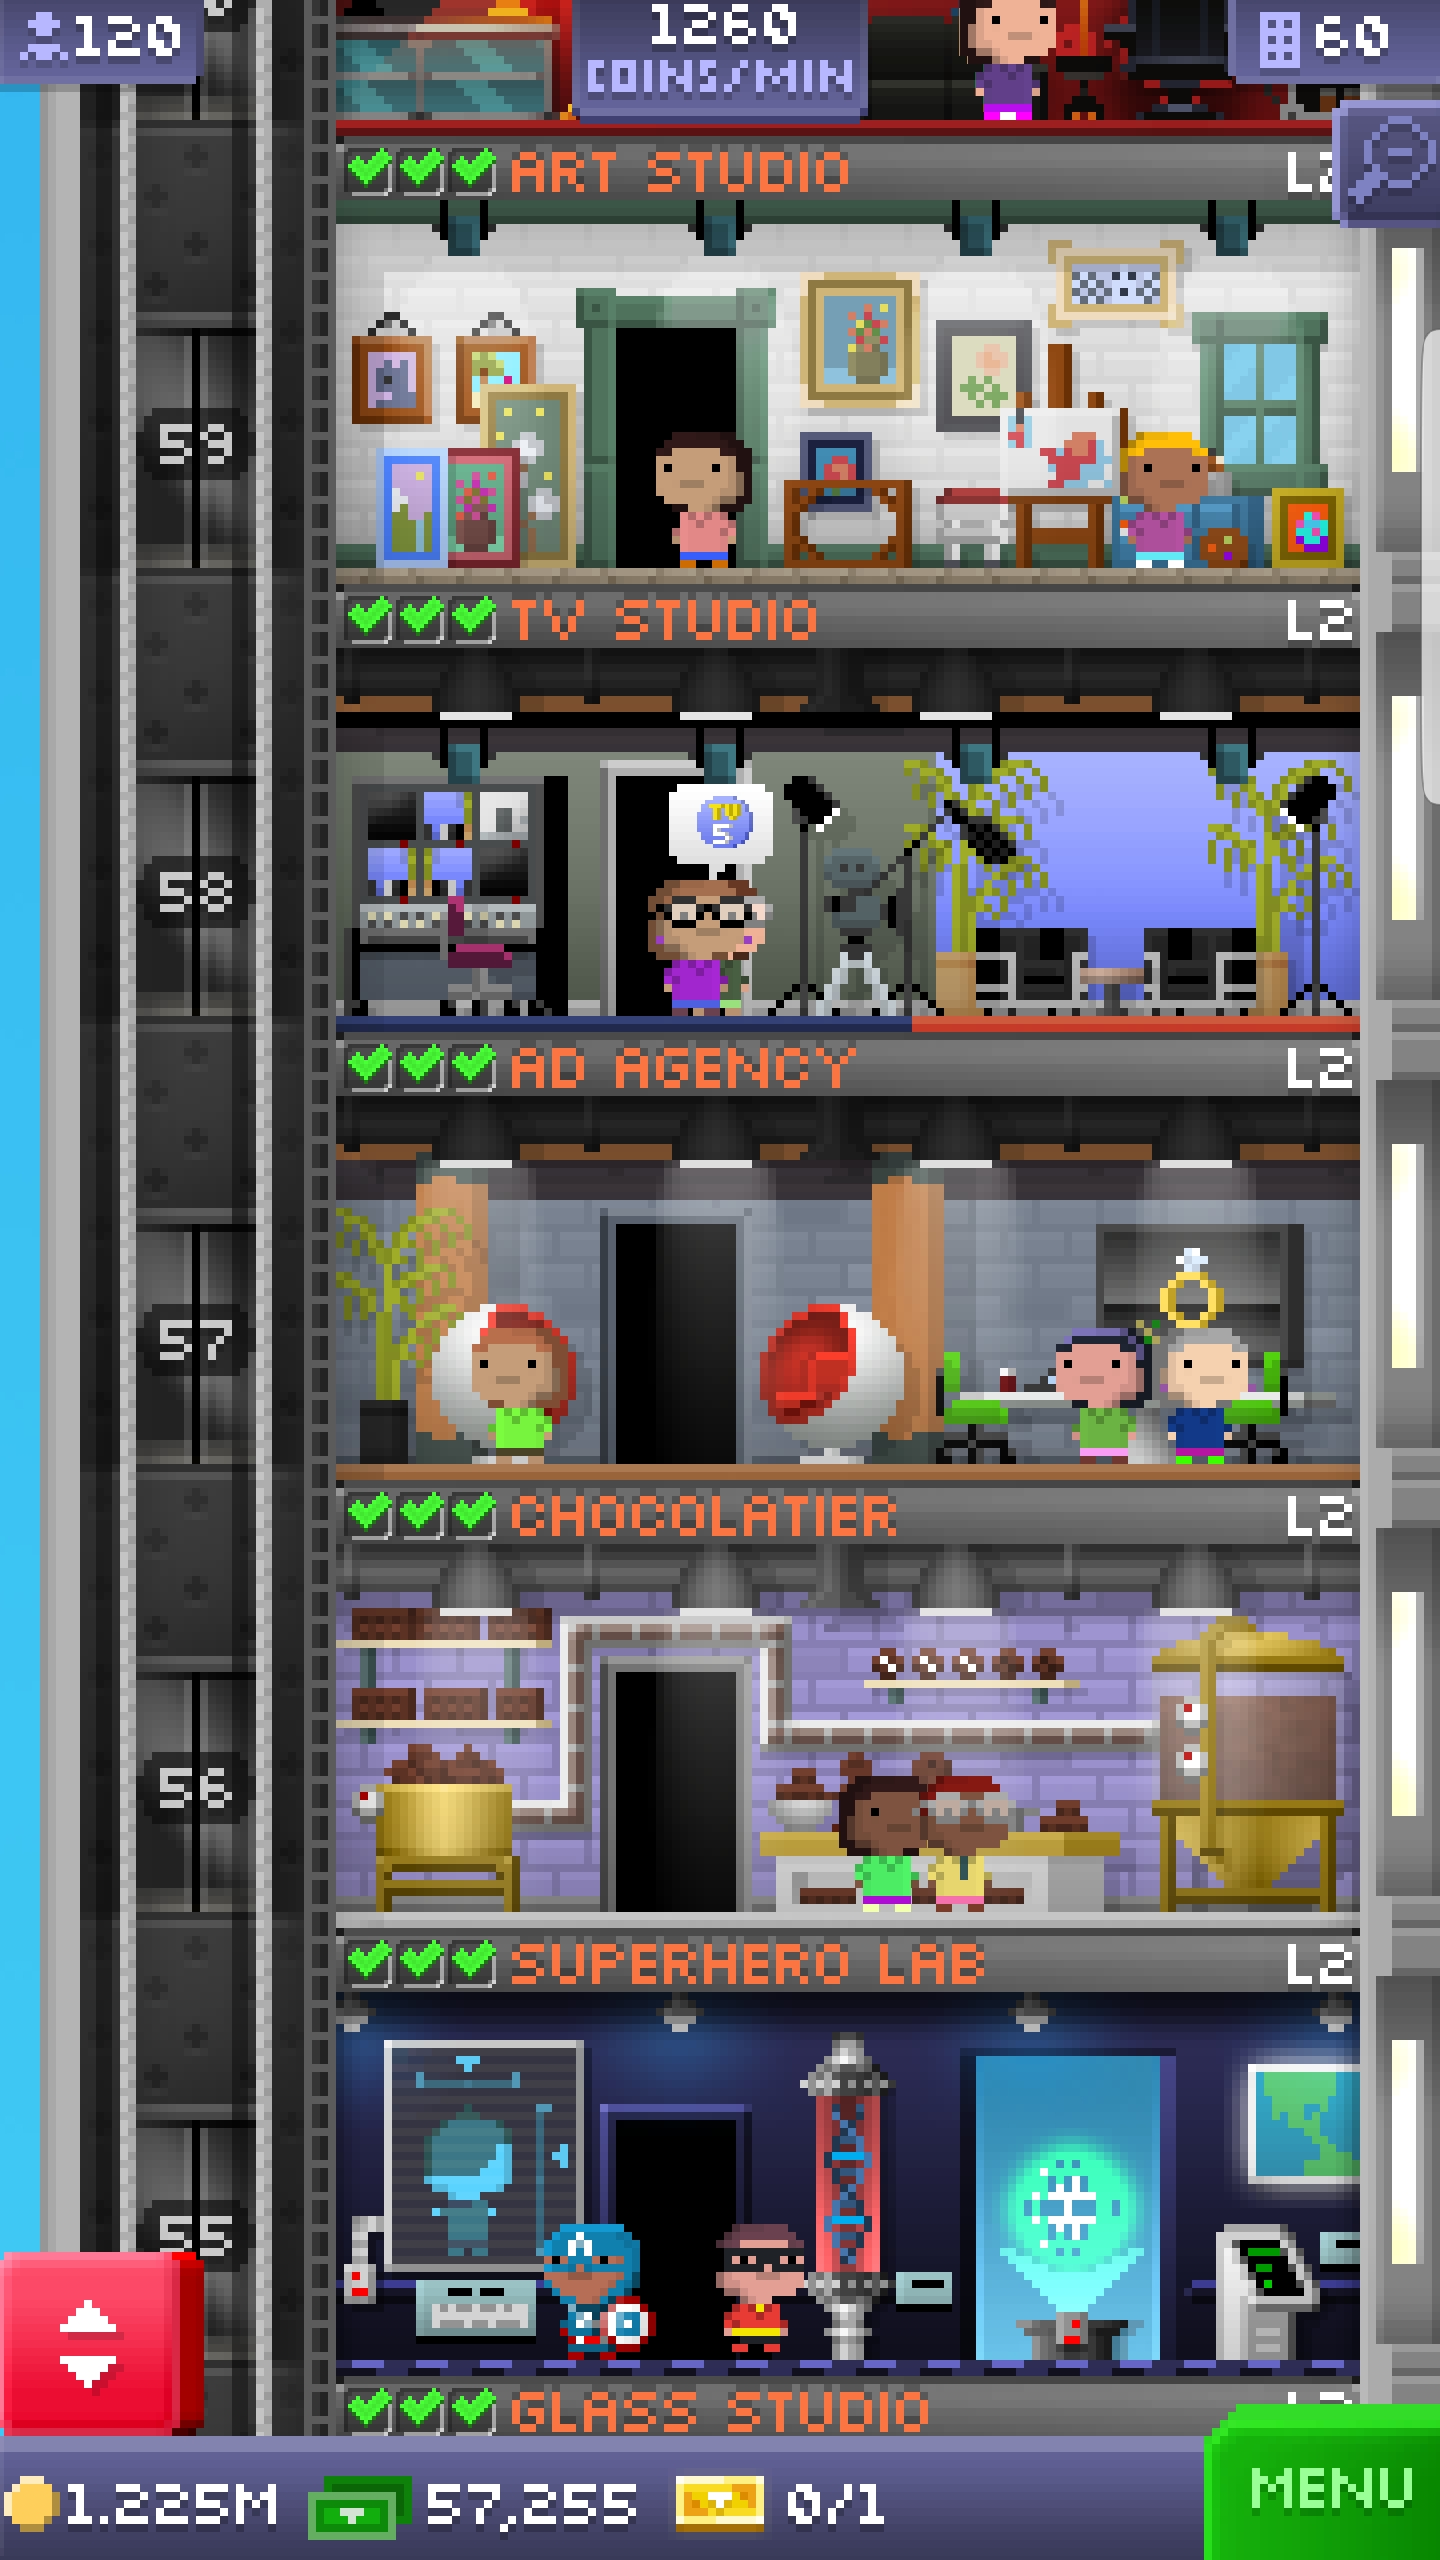 120
1260
COINS/MIN
60
ART STUDIO
59
TV STUDIO L2
TV
5
58
AD AGENCY L2
57
CHOCOLATIER L2
56
SUPERHERO LAB L2
A
55
GLASS STUDIO
1.225M 57,255 0/1
MENU